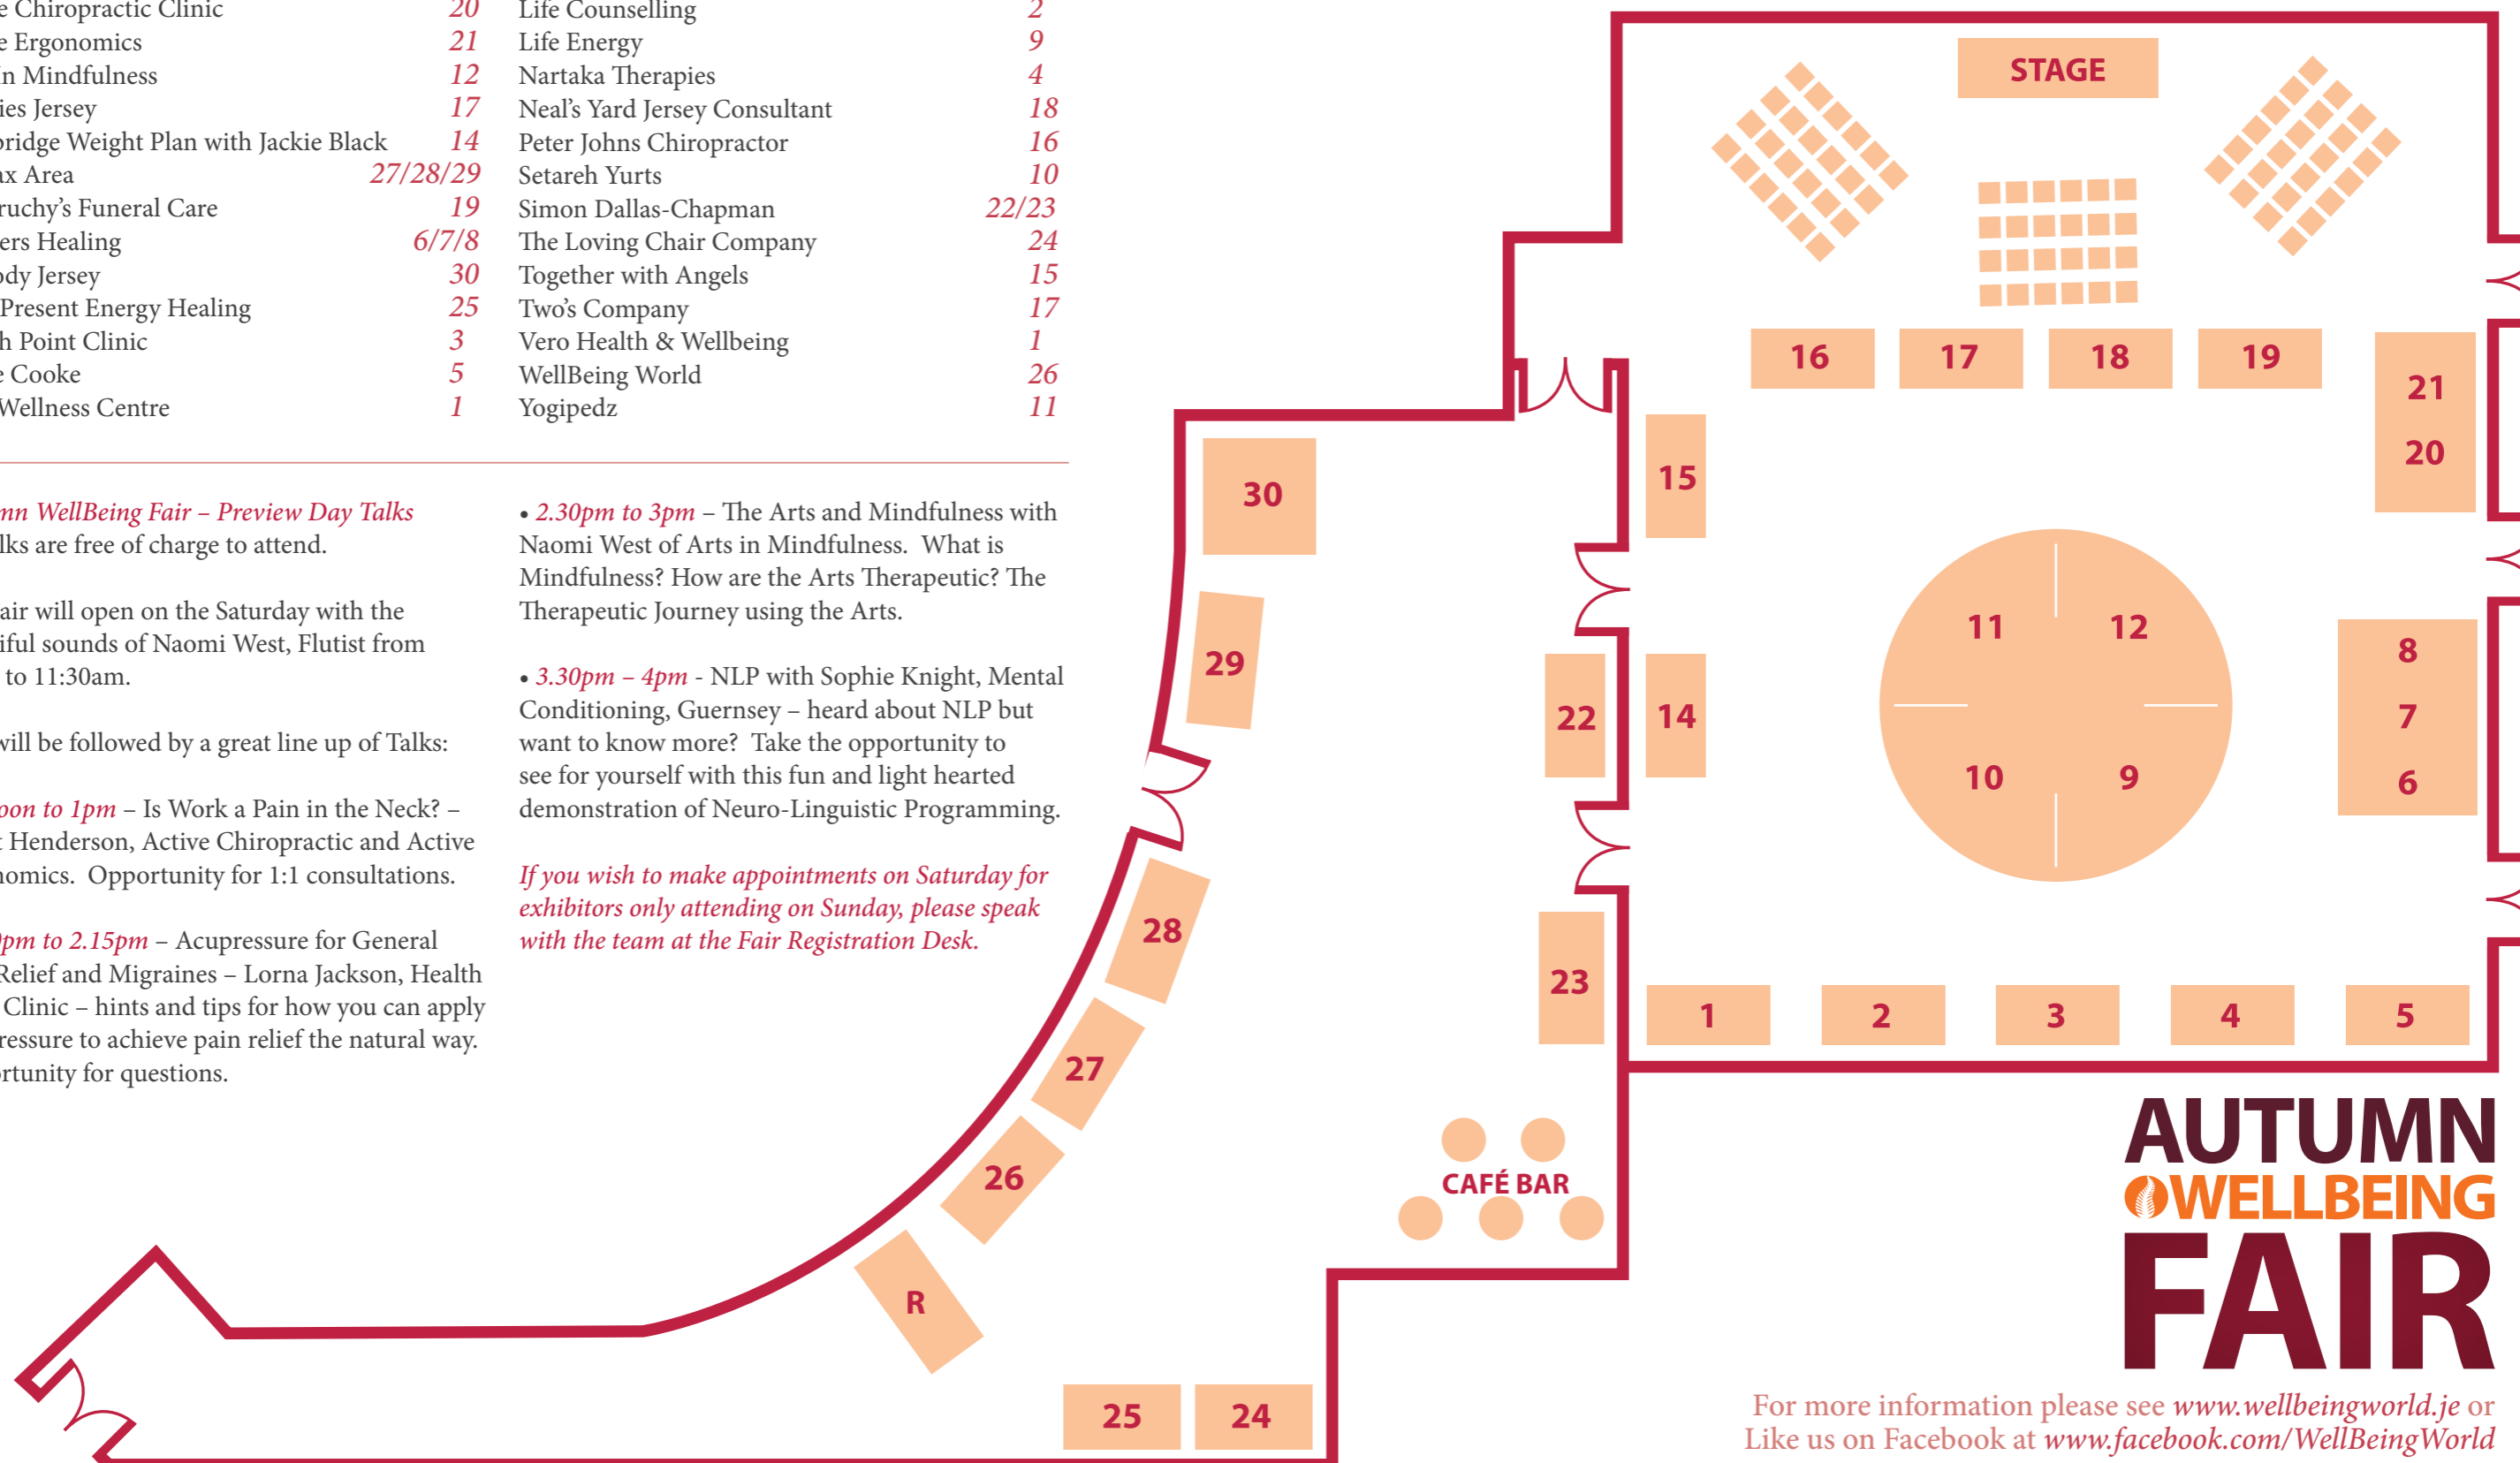 e Chiropractic Clinic 20
e Ergonomics 21
n Mindfulness 12
ies Jersey 17
bridge Weight Plan with Jackie Black 14
ax Area 27/28/29
ruchy's Funeral Care 19
ers Healing 6/7/8
ody Jersey 30
Present Energy Healing 25
h Point Clinic 3
e Cooke 5
Wellness Centre 1
Life Counselling 2
Life Energy 9
Nartaka Therapies 4
Neal's Yard Jersey Consultant 18
Peter Johns Chiropractor 16
Setareh Yurts 10
Simon Dallas-Chapman 22/23
The Loving Chair Company 24
Together with Angels 15
Two's Company 17
Vero Health & Wellbeing 1
WellBeing World 26
Yogipedz 11
mn WellBeing Fair – Preview Day Talks
lks are free of charge to attend.
air will open on the Saturday with the
iful sounds of Naomi West, Flutist from
to 11:30am.
will be followed by a great line up of Talks:
oon to 1pm – Is Work a Pain in the Neck? –
t Henderson, Active Chiropractic and Active
nomics. Opportunity for 1:1 consultations.
pm to 2.15pm – Acupressure for General
Relief and Migraines – Lorna Jackson, Health
Clinic – hints and tips for how you can apply
ressure to achieve pain relief the natural way.
rtunity for questions.
• 2.30pm to 3pm – The Arts and Mindfulness with
Naomi West of Arts in Mindfulness. What is
Mindfulness? How are the Arts Therapeutic? The
Therapeutic Journey using the Arts.
• 3.30pm – 4pm - NLP with Sophie Knight, Mental
Conditioning, Guernsey – heard about NLP but
want to know more? Take the opportunity to
see for yourself with this fun and light hearted
demonstration of Neuro-Linguistic Programming.
If you wish to make appointments on Saturday for
exhibitors only attending on Sunday, please speak
with the team at the Fair Registration Desk.
STAGE
16 17 18 19
21
20
15
30
11 12
8
29
22 14
7
10 9
6
28
23
1 2 3 4 5
27
26
CAFÉ BAR
R
25 24
AUTUMN
WELLBEING
FAIR
For more information please see www.wellbeingworld.je or
Like us on Facebook at www.facebook.com/WellBeingWorld